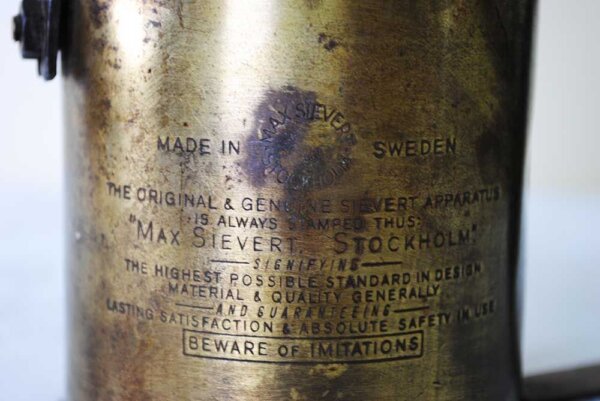 MAX SIEVERT
STOCKHOLM
MADE IN SWEDEN
THE ORIGINAL & GENUINE SIEVERT APPARATUS
IS ALWAYS STAMPED THUS
"MAX SIEVERT, STOCKHOLM",
SIGNIFYING
THE HIGHEST POSSIBLE STANDARD IN DESIGN
MATERIAL & QUALITY GENERALLY
AND GUARANTEEING
LASTING SATISFACTION & ABSOLUTE SAFETY IN USE
BEWARE OF IMITATIONS